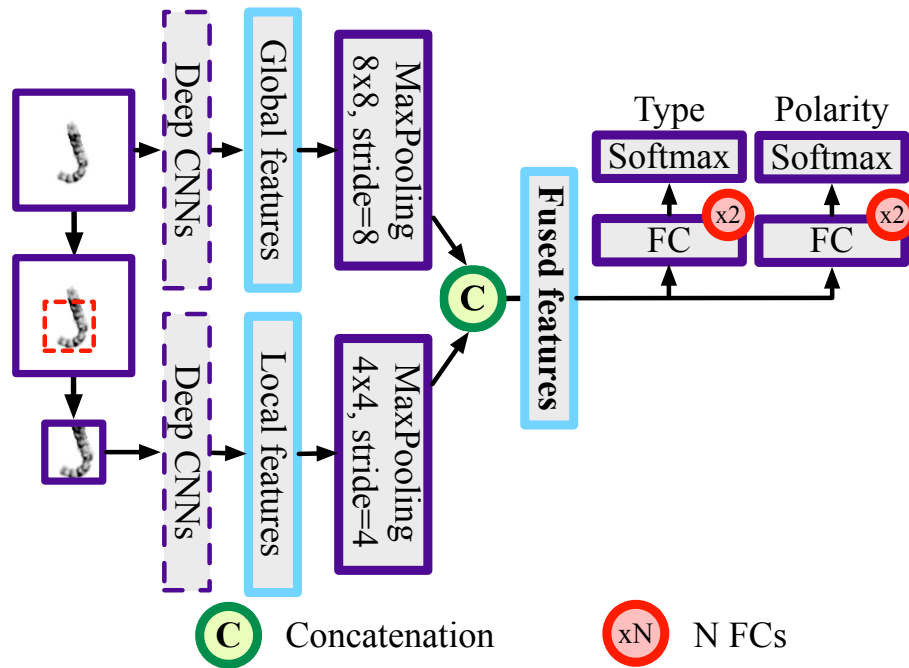 Deep CNNs
Global features
MaxPooling
8x8, stride=8
Deep CNNs
Local features
MaxPooling
4x4, stride=4
C
Fused features
Type
Softmax
x2
FC
Polarity
Softmax
x2
FC
C Concatenation
xN N FCs